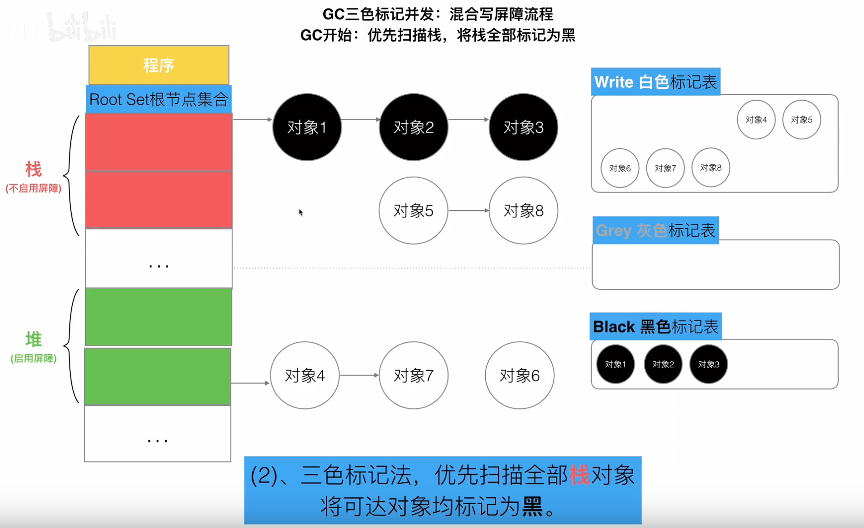 GC三色标记并发：混合写屏障流程
GC开始：优先扫描栈，将栈全部标记为黑
bilibili
程序
Root Set根节点集合
栈
(不启用屏障)
...
堆
(启用屏障)
...
对象1
对象2
对象3
对象5
对象8
对象4
对象7
对象6
Write 白色标记表
对象4
对象5
对象6
对象7
对象8
Grey 灰色标记表
Black 黑色标记表
对象1
对象2
对象3
(2)、三色标记法，优先扫描全部栈对象
将可达对象均标记为黑。